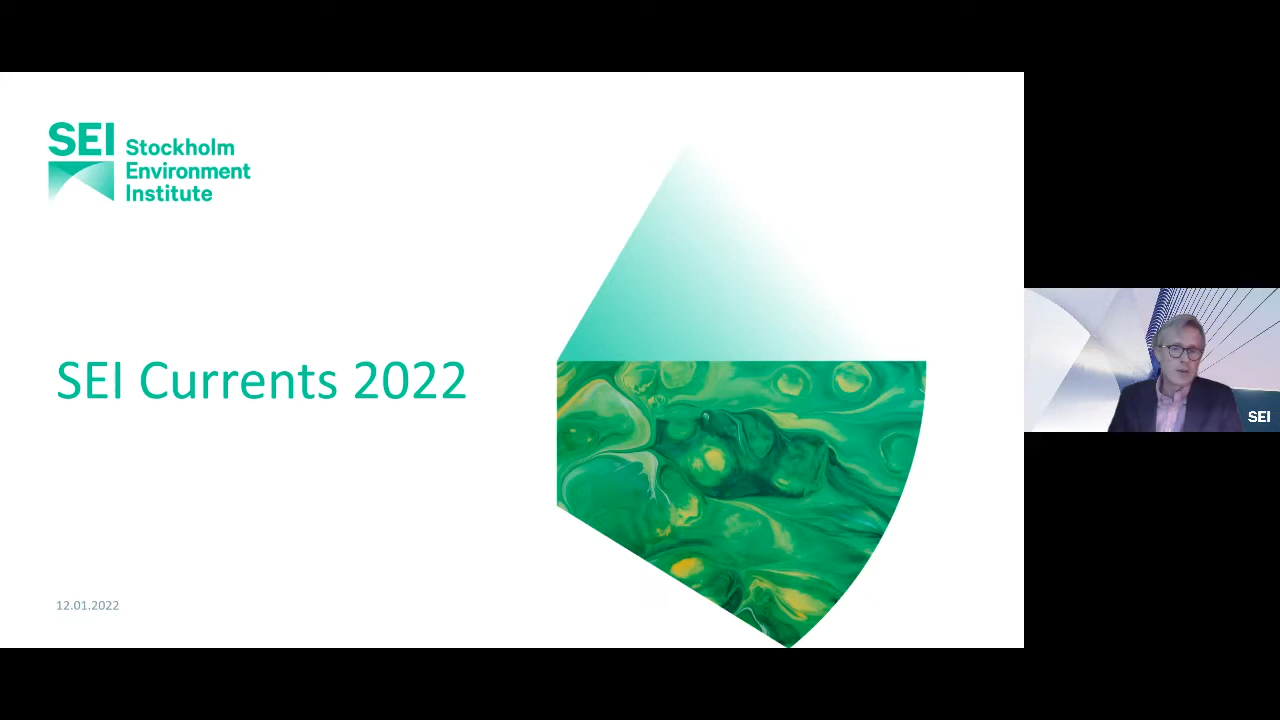 SEI
Stockholm
Environment
Institute
SEI Currents 2022
12.01.2022
SEI